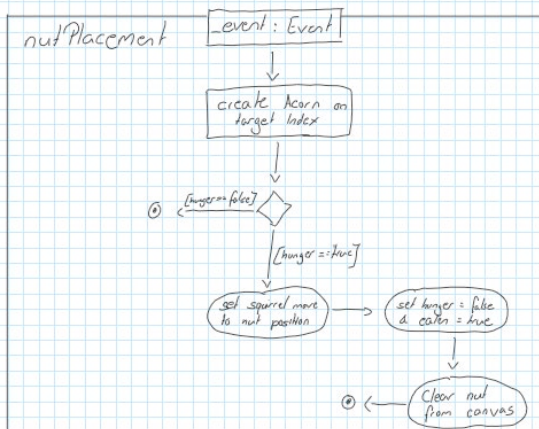 nutPlacement
_event : Event
create Acorn on
target Index
[hunger == false]
[hunger == true]
set squirrel move
to nut position
set hunger = false
& eaten = true
Clear nut
from canvas